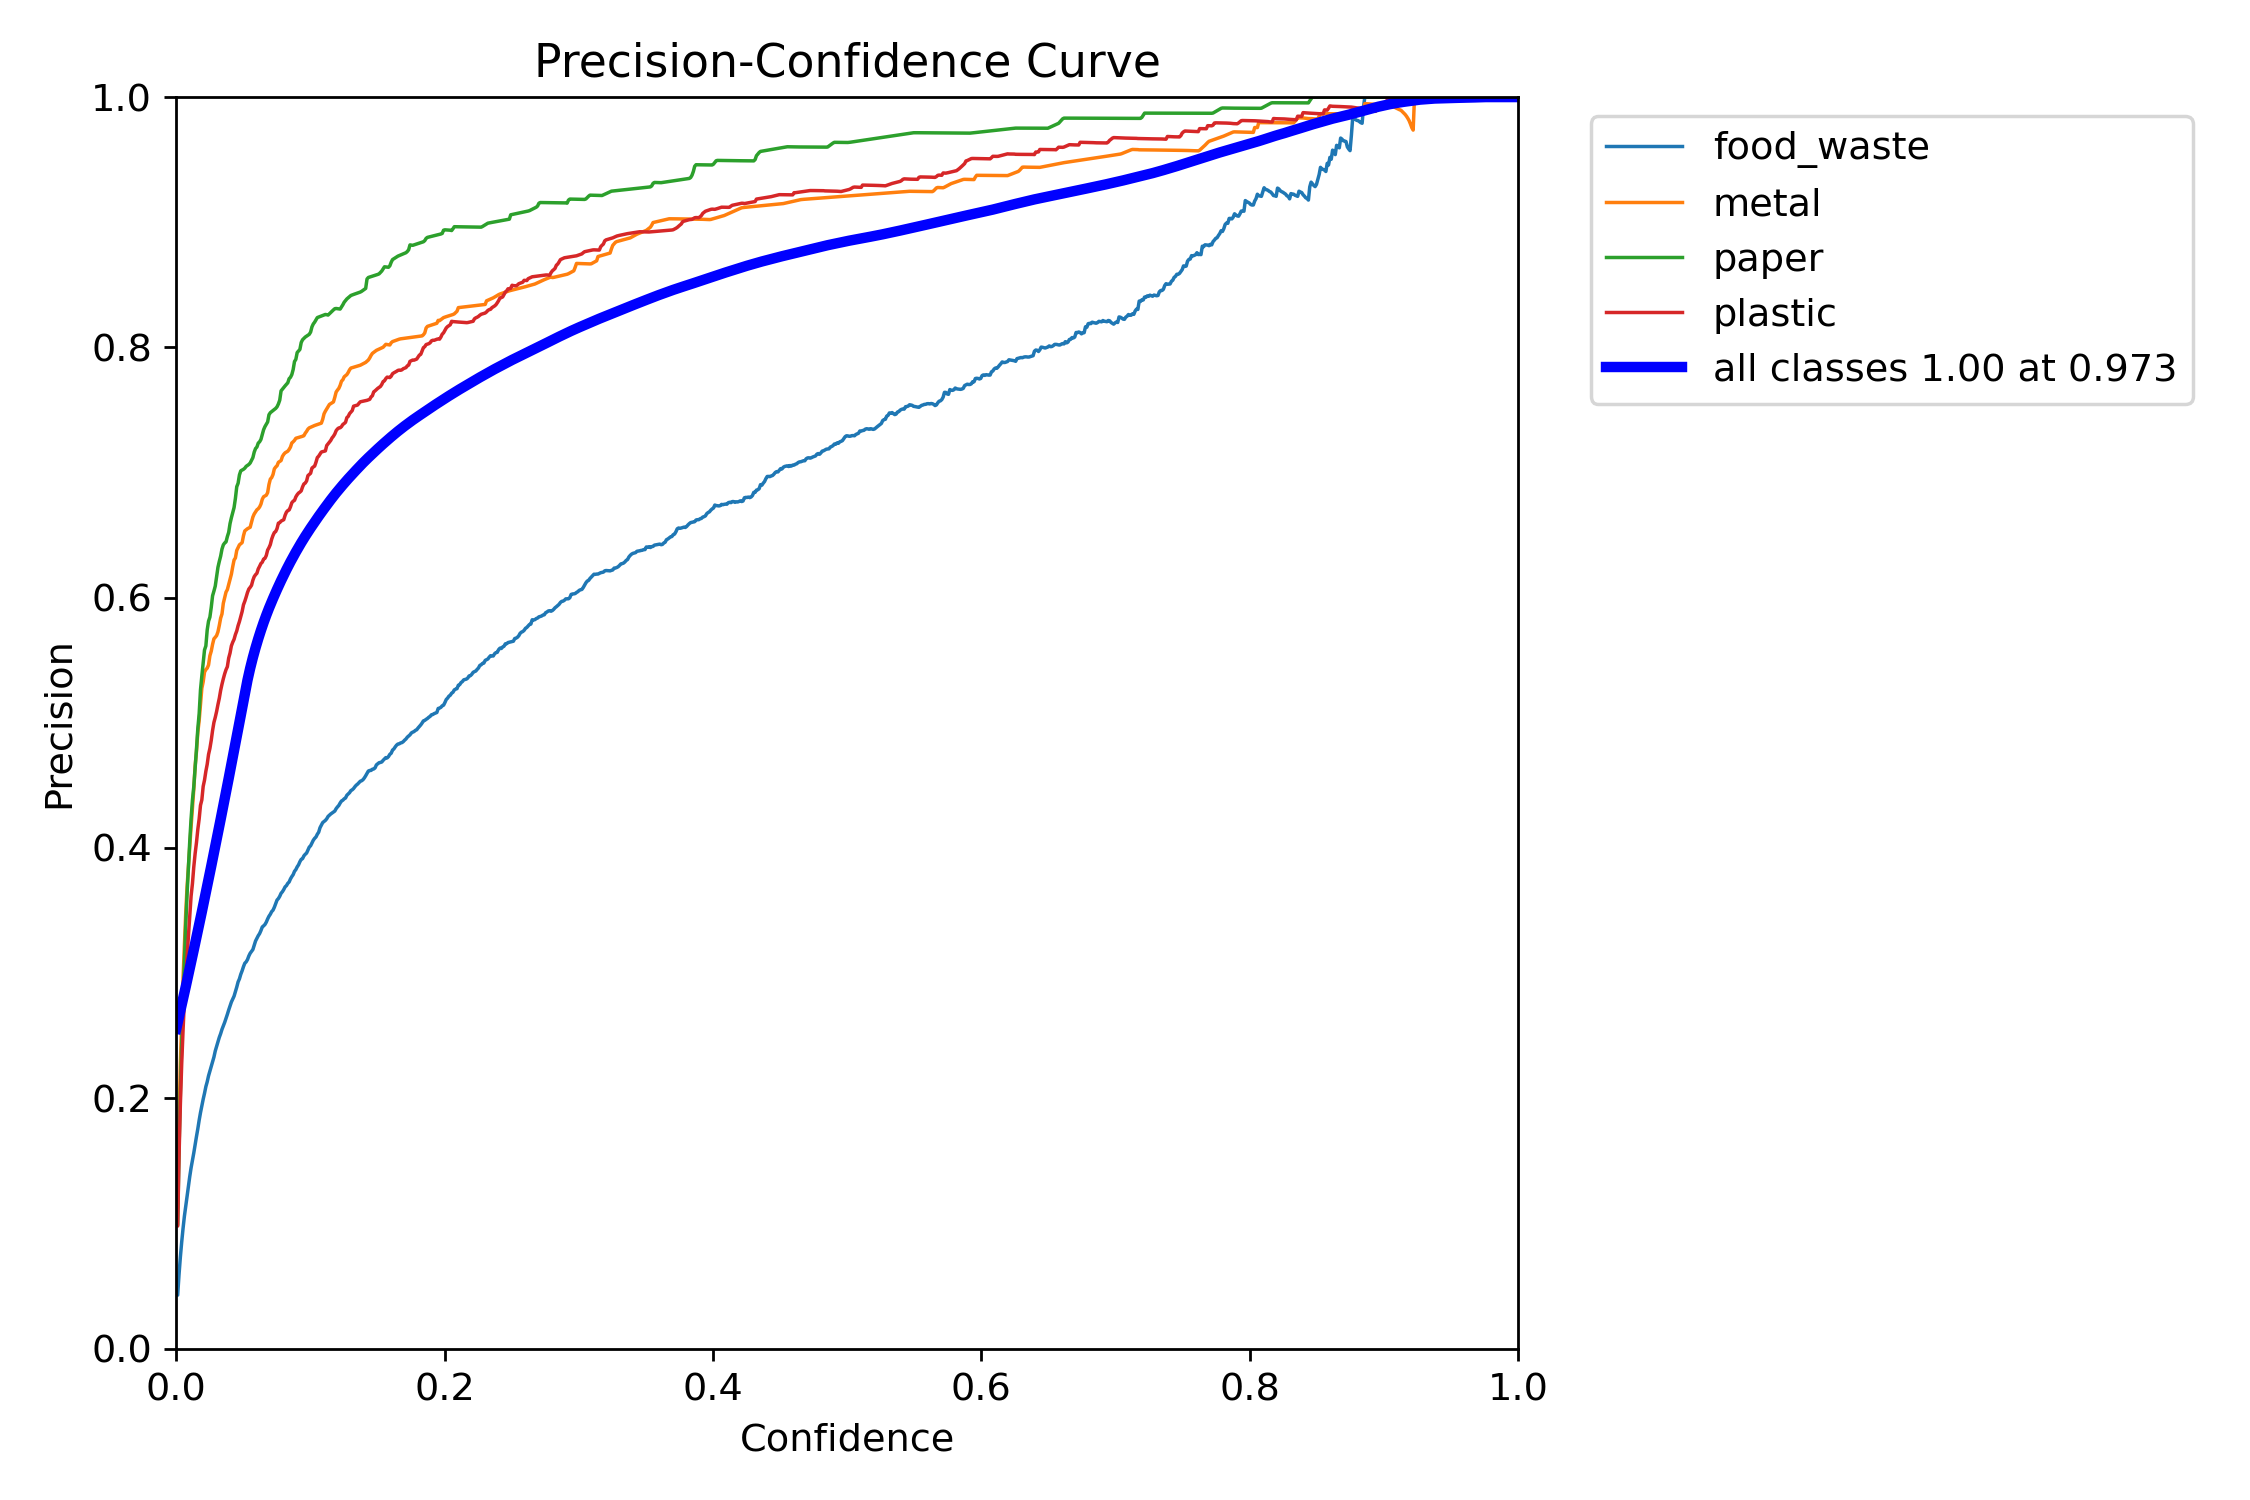 Precision-Confidence Curve
1.0
0.8
0.6
0.4
0.2
0.0
Precision
0.0 0.2 0.4 0.6 0.8 1.0
Confidence
food_waste
metal
paper
plastic
all classes 1.00 at 0.973